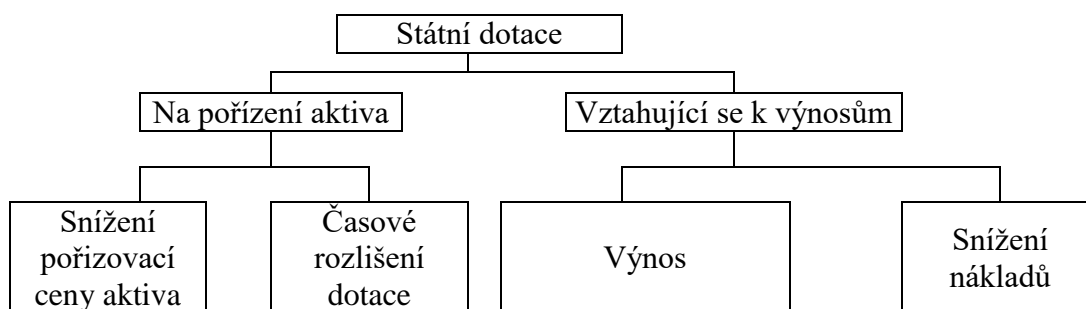 Státní dotace
Na pořízení aktiva
Vztahující se k výnosům
Snížení
pořizovací
ceny aktiva
Časové
rozlišení
dotace
Výnos
Snížení
nákladů